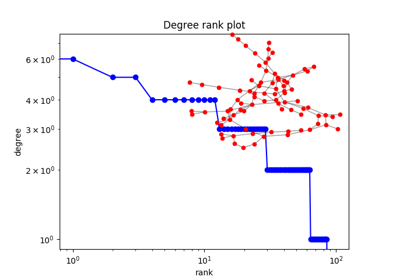 Degree rank plot
6 × 10⁰
4 × 10⁰
3 × 10⁰
2 × 10⁰
10⁰
degree
10⁰
10¹
10²
rank